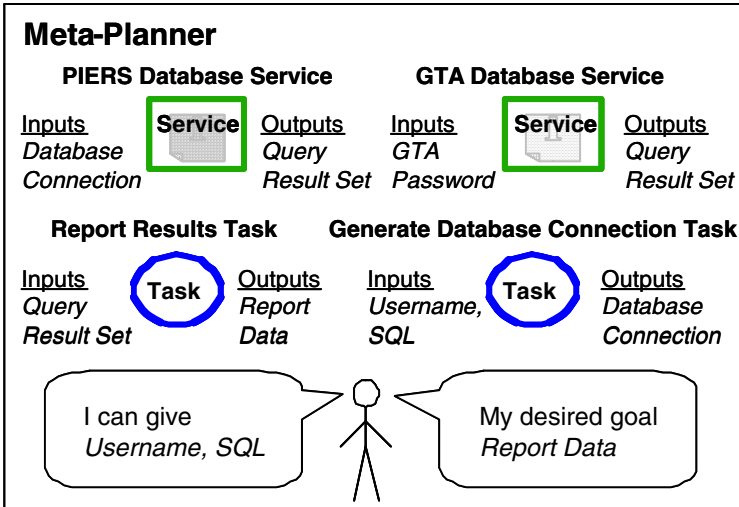 Meta-Planner
PIERS Database Service
Inputs
Database
Connection
Service
Outputs
Query
Result Set
GTA Database Service
Inputs
GTA
Password
Service
Outputs
Query
Result Set
Report Results Task
Inputs
Query
Result Set
Task
Outputs
Report
Data
Generate Database Connection Task
Inputs
Username,
SQL
Task
Outputs
Database
Connection
I can give
Username, SQL
My desired goal
Report Data